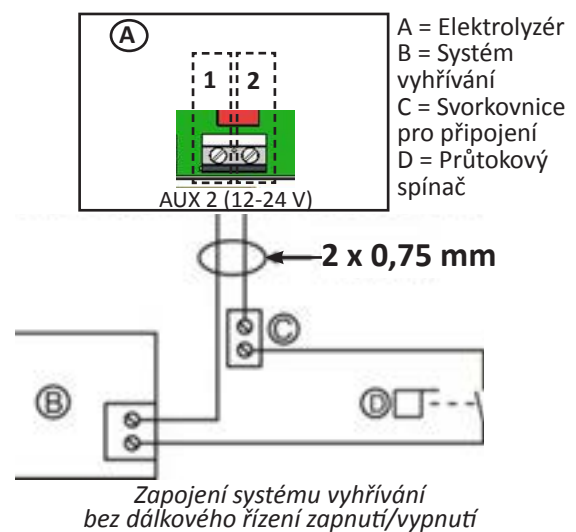 A
1 2
AUX 2 (12-24 V)
A = Elektrolyzér
B = Systém
vyhřívání
C = Svorkovnice
pro připojení
D = Průtokový
spínač
2 x 0,75 mm
C
B
D
Zapojení systému vyhřívání
bez dálkového řízení zapnutí/vypnutí